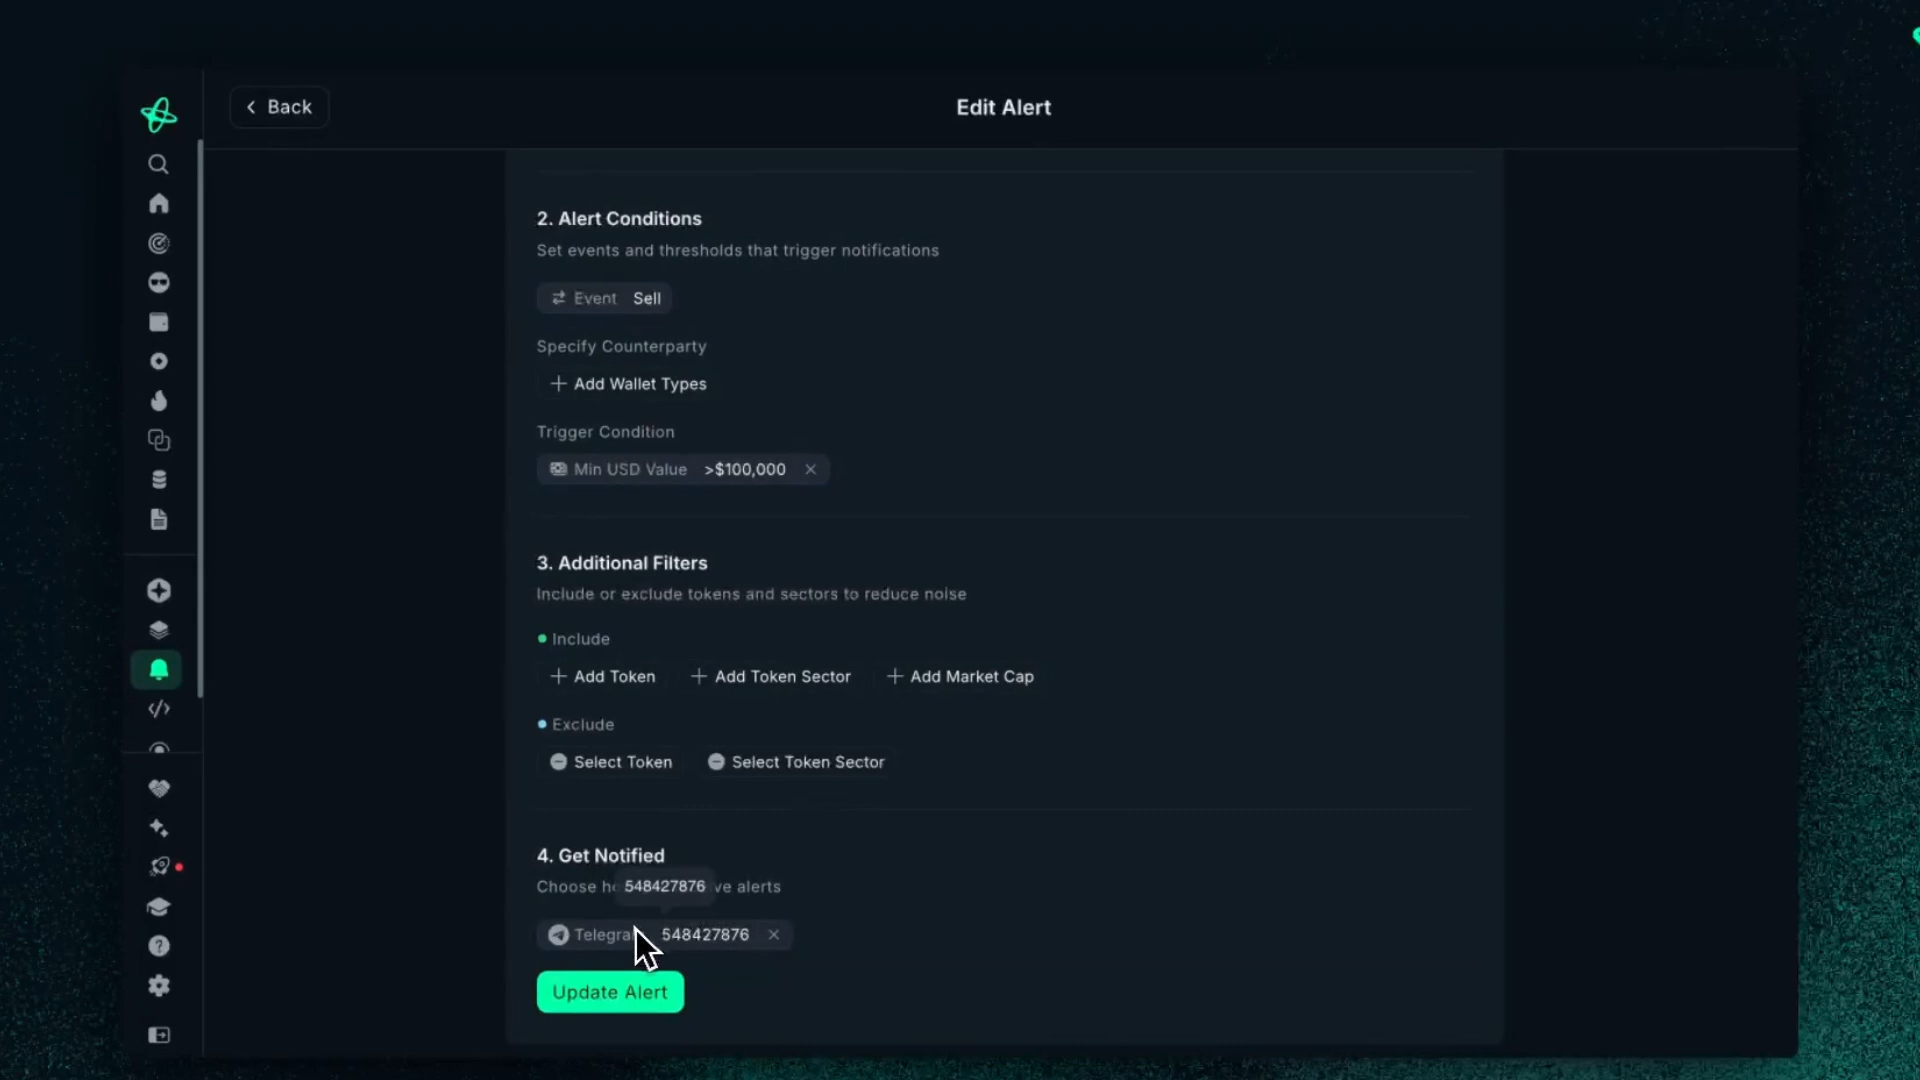 Back
Edit Alert
2. Alert Conditions
Set events and thresholds that trigger notifications
Event Sell
Specify Counterparty
Add Wallet Types
Trigger Condition
Min USD Value >$100,000
3. Additional Filters
Include or exclude tokens and sectors to reduce noise
Include
Add Token Add Token Sector Add Market Cap
Exclude
Select Token Select Token Sector
4. Get Notified
Choose
548427876
alerts
548427876
Update Alert